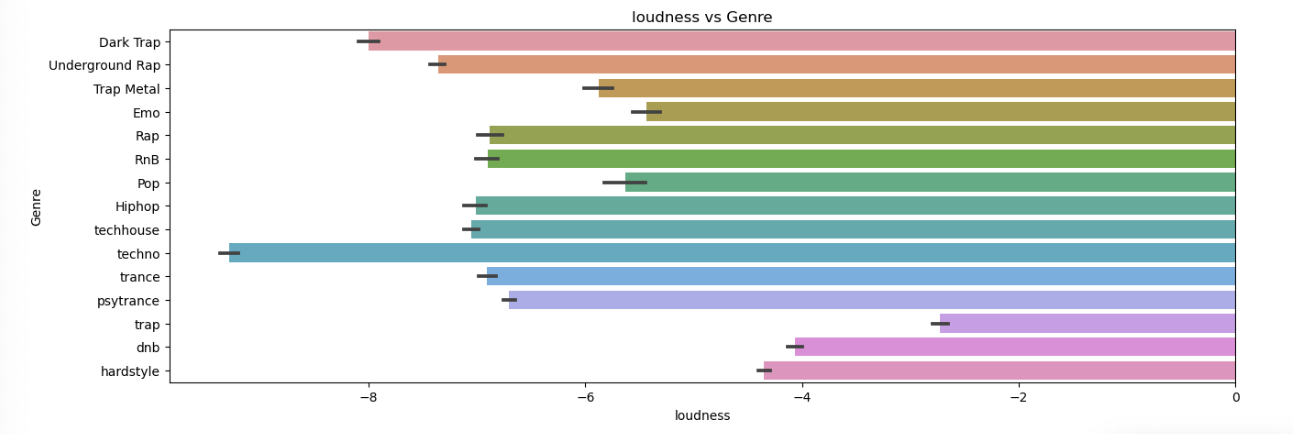 loudness vs Genre
Genre
Dark Trap
Underground Rap
Trap Metal
Emo
Rap
RnB
Pop
Hiphop
techhouse
techno
trance
psytrance
trap
dnb
hardstyle
−8 −6 −4 −2 0
loudness